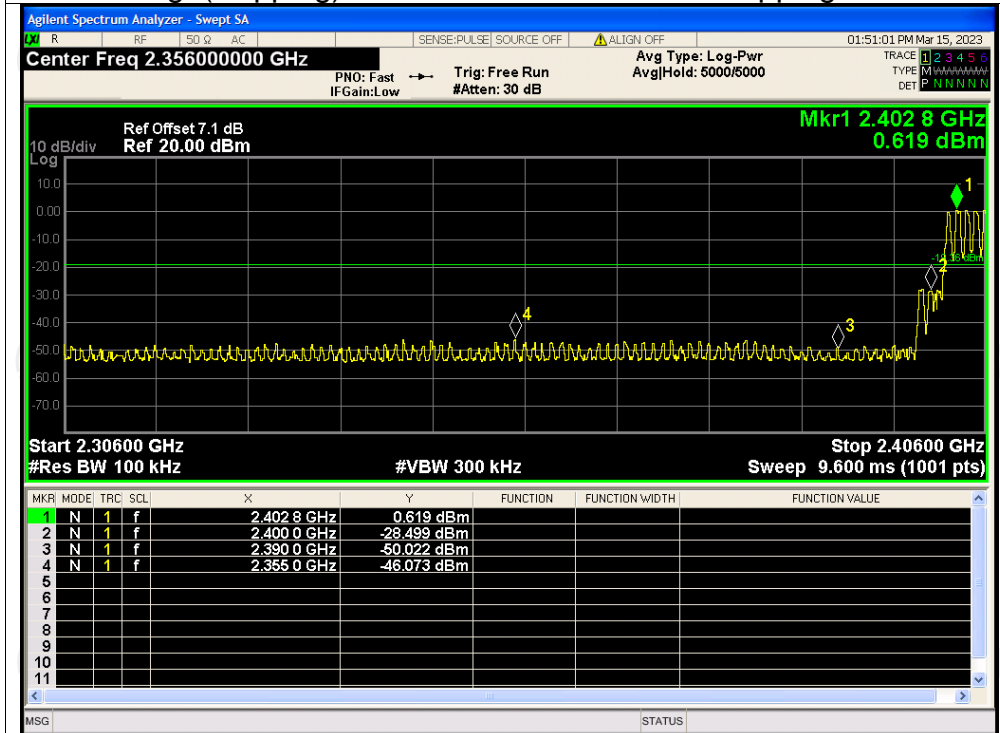 Agilent Spectrum Analyzer - Swept SA
LXI R RF 50 Ω AC SENSE:PULSE SOURCE OFF ALIGN OFF 01:51:01 PM Mar 15, 2023
Center Freq 2.356000000 GHz
PNO: Fast
IFGain:Low
Trig: Free Run
#Atten: 30 dB
Avg Type: Log-Pwr
Avg|Hold: 5000/5000
TRACE 1 2 3 4 5 6
TYPE M
DET P N N N N N
Mkr1 2.402 8 GHz
0.619 dBm
Ref Offset 7.1 dB
10 dB/div Ref 20.00 dBm
Log
10.0
0.00
-10.0
-20.0
-30.0
-40.0
-50.0
-60.0
-70.0
1
2
3
4
Start 2.30600 GHz Stop 2.40600 GHz
#Res BW 100 kHz #VBW 300 kHz Sweep 9.600 ms (1001 pts)
MKR MODE TRC SCL X Y FUNCTION FUNCTION WIDTH FUNCTION VALUE
1 N 1 f 2.402 8 GHz 0.619 dBm
2 N 1 f 2.400 0 GHz -28.499 dBm
3 N 1 f 2.390 0 GHz -50.022 dBm
4 N 1 f 2.355 0 GHz -46.073 dBm
5
6
7
8
9
10
11
MSG STATUS